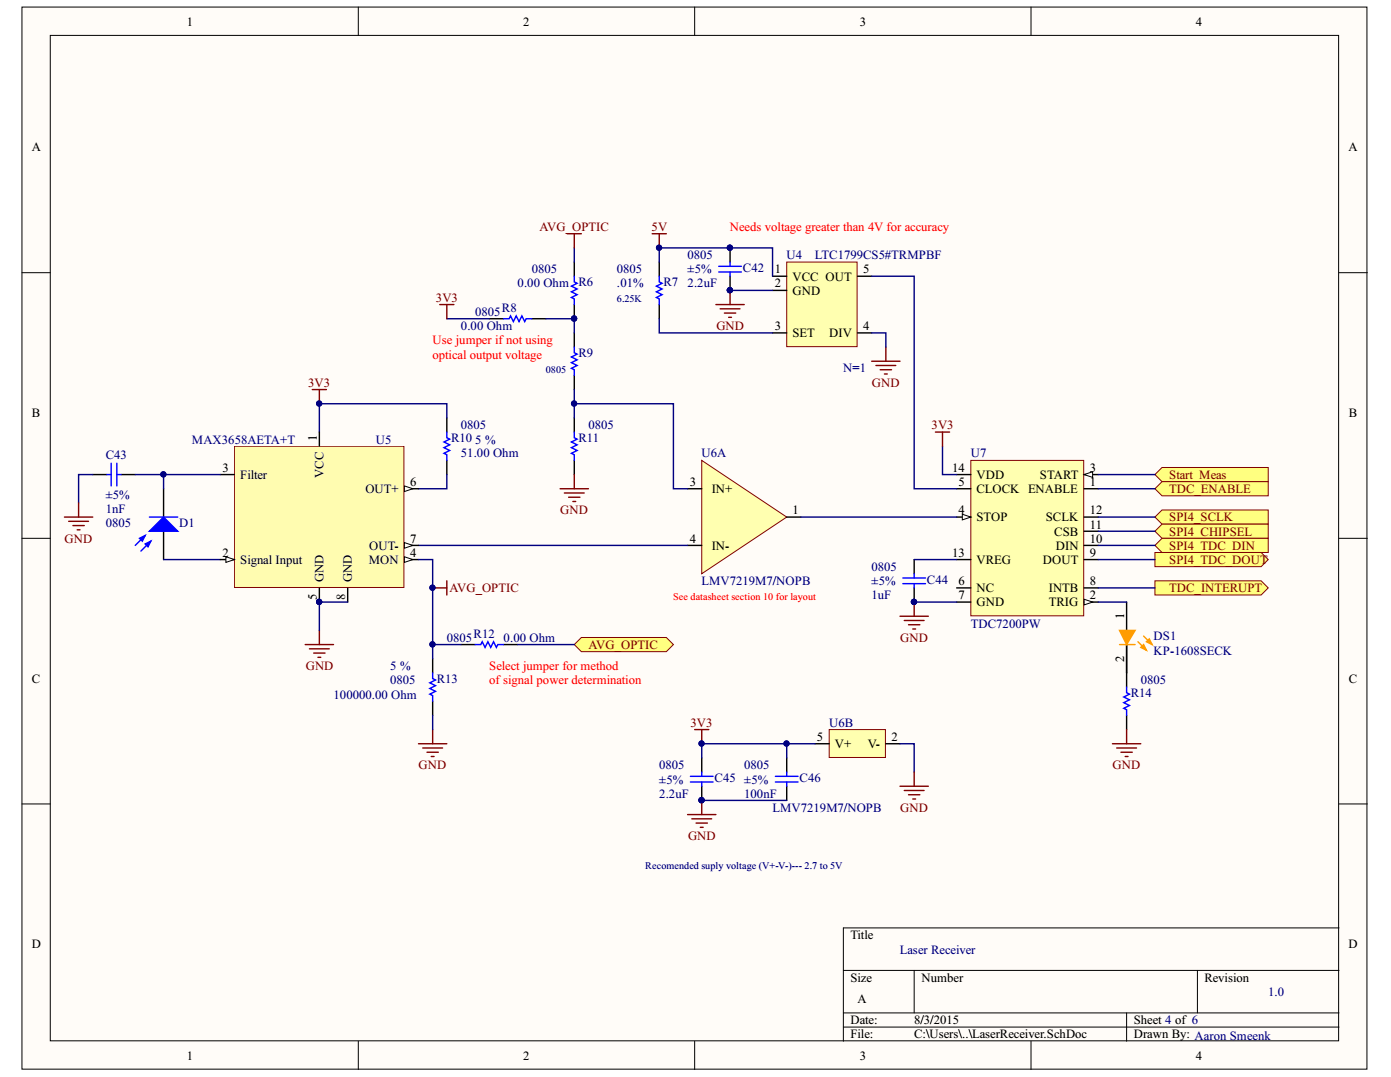 1 2 3 4
A A
AVG_OPTIC
5V
Needs voltage greater than 4V for accuracy
U4 LTC1799CS5#TRMPBF
0805
0.00 Ohm
R6
0805
.01%
6.25K
R7
0805
±5%
2.2uF
C42
GND
1 VCC OUT 5
2 GND
3 SET DIV 4
N=1
GND
3V3
0805 R8
0.00 Ohm
Use jumper if not using
optical output voltage
R9
0805
3V3
B B
MAX3658AETA+T U5
0805
R10 5 %
51.00 Ohm
0805
R11
GND
C43
±5%
1nF
0805
GND
D1
1 VCC
3 Filter
OUT+ 6
OUT- 7
2 Signal Input
MON 4
GND GND
5 8
GND
U6A
3 IN+
1
4 IN-
LMV7219M7/NOPB
See datasheet section 10 for layout
3V3
U7
14 VDD START 3
5 CLOCK ENABLE 1
4 STOP SCLK 12
CSB 11
DIN 10
13 VREG DOUT 9
6 NC INTB 8
7 GND TRIG 2
TDC7200PW
Start_Meas
TDC_ENABLE
SPI4_SCLK
SPI4_CHIPSEL
SPI4_TDC_DIN
SPI4_TDC_DOUT
TDC_INTERUPT
0805
±5%
1uF
C44
GND
1
DS1
KP-1608SECK
2
0805
R14
GND
AVG_OPTIC
0805 R12 0.00 Ohm
AVG_OPTIC
Select jumper for method
of signal power determination
5 %
0805
100000.00 Ohm
R13
GND
C C
3V3
U6B
5 V+ V- 2
0805
±5%
2.2uF
C45
0805
±5%
100nF
C46
LMV7219M7/NOPB
GND
GND
Recomended suply voltage (V+-V-)--- 2.7 to 5V
D D
Title
Laser Receiver
Size
A
Number
Revision
1.0
Date: 8/3/2015 Sheet 4 of 6
File: C:\Users\..\LaserReceiver.SchDoc Drawn By: Aaron Smeenk
1 2 3 4